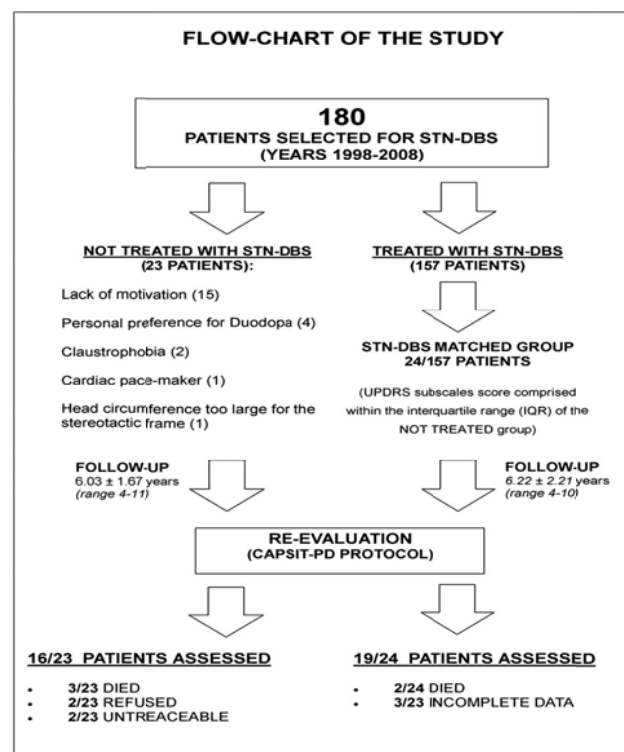 FLOW-CHART OF THE STUDY
180
PATIENTS SELECTED FOR STN-DBS
(YEARS 1998-2008)
NOT TREATED WITH STN-DBS
(23 PATIENTS):
Lack of motivation (15)
Personal preference for Duodopa (4)
Claustrophobia (2)
Cardiac pace-maker (1)
Head circumference too large for the
stereotactic frame (1)
TREATED WITH STN-DBS
(157 PATIENTS)
STN-DBS MATCHED GROUP
24/157 PATIENTS
(UPDRS subscales score comprised
within the interquartile range (IQR) of the
NOT TREATED group)
FOLLOW-UP
6.03 ± 1.67 years
(range 4-11)
FOLLOW-UP
6.22 ± 2.21 years
(range 4-10)
RE-EVALUATION
(CAPSIT-PD PROTOCOL)
16/23 PATIENTS ASSESSED
• 3/23 DIED
• 2/23 REFUSED
• 2/23 UNTREACEABLE
19/24 PATIENTS ASSESSED
• 2/24 DIED
• 3/23 INCOMPLETE DATA